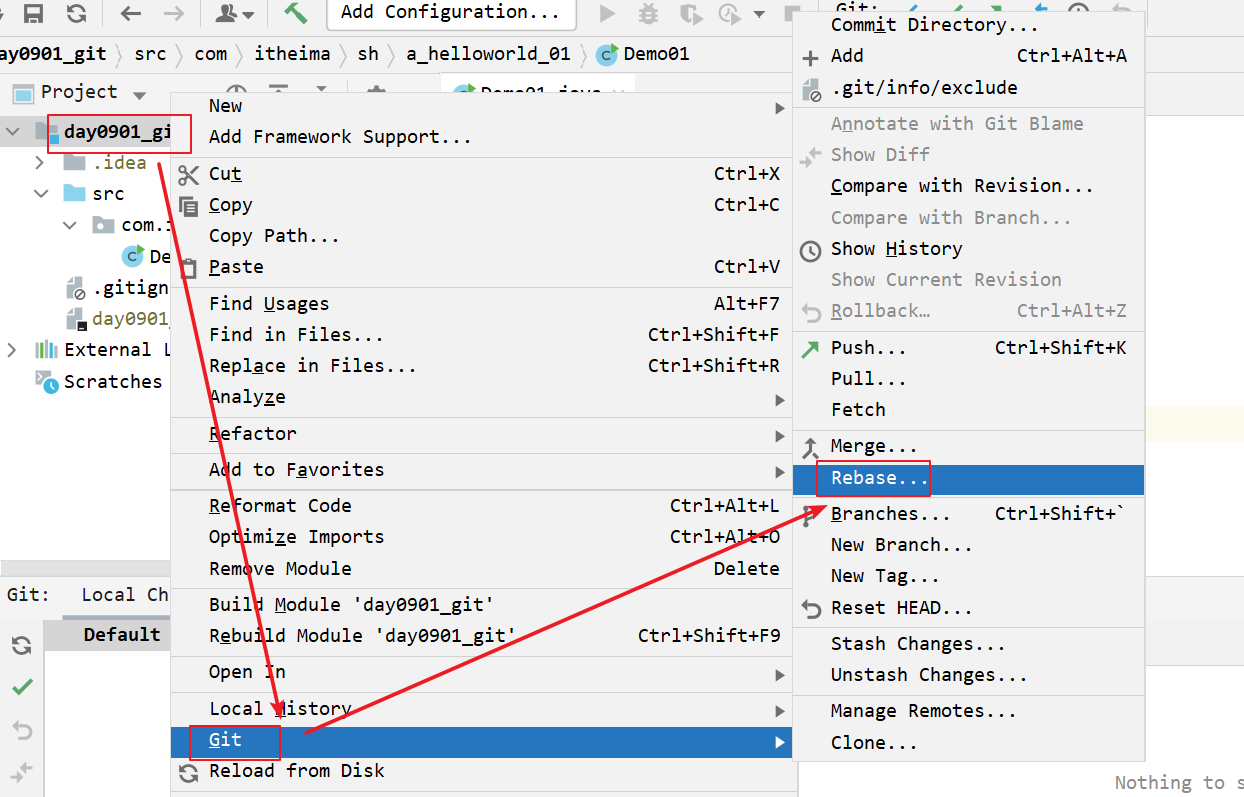 Add Configuration...
Git:
ay0901_git
src
com
itheima
sh
a_helloworld_01
Demo01
Project
Demo01.java
day0901_gi
.idea
src
com.
De
.gitign
day0901
External L
Scratches
Git:
Local Ch
Default
New
Add Framework Support...
Cut Ctrl+X
Copy Ctrl+C
Copy Path...
Paste Ctrl+V
Find Usages Alt+F7
Find in Files... Ctrl+Shift+F
Replace in Files... Ctrl+Shift+R
Analyze
Refactor
Add to Favorites
Reformat Code Ctrl+Alt+L
Optimize Imports Ctrl+Alt+O
Remove Module Delete
Build Module 'day0901_git'
Rebuild Module 'day0901_git' Ctrl+Shift+F9
Open In
Local History
Git
Reload from Disk
Commit Directory...
Add Ctrl+Alt+A
.git/info/exclude
Annotate with Git Blame
Show Diff
Compare with Revision...
Compare with Branch...
Show History
Show Current Revision
Rollback… Ctrl+Alt+Z
Push... Ctrl+Shift+K
Pull...
Fetch
Merge...
Rebase...
Branches... Ctrl+Shift+`
New Branch...
New Tag...
Reset HEAD...
Stash Changes...
Unstash Changes...
Manage Remotes...
Clone...
Nothing to s